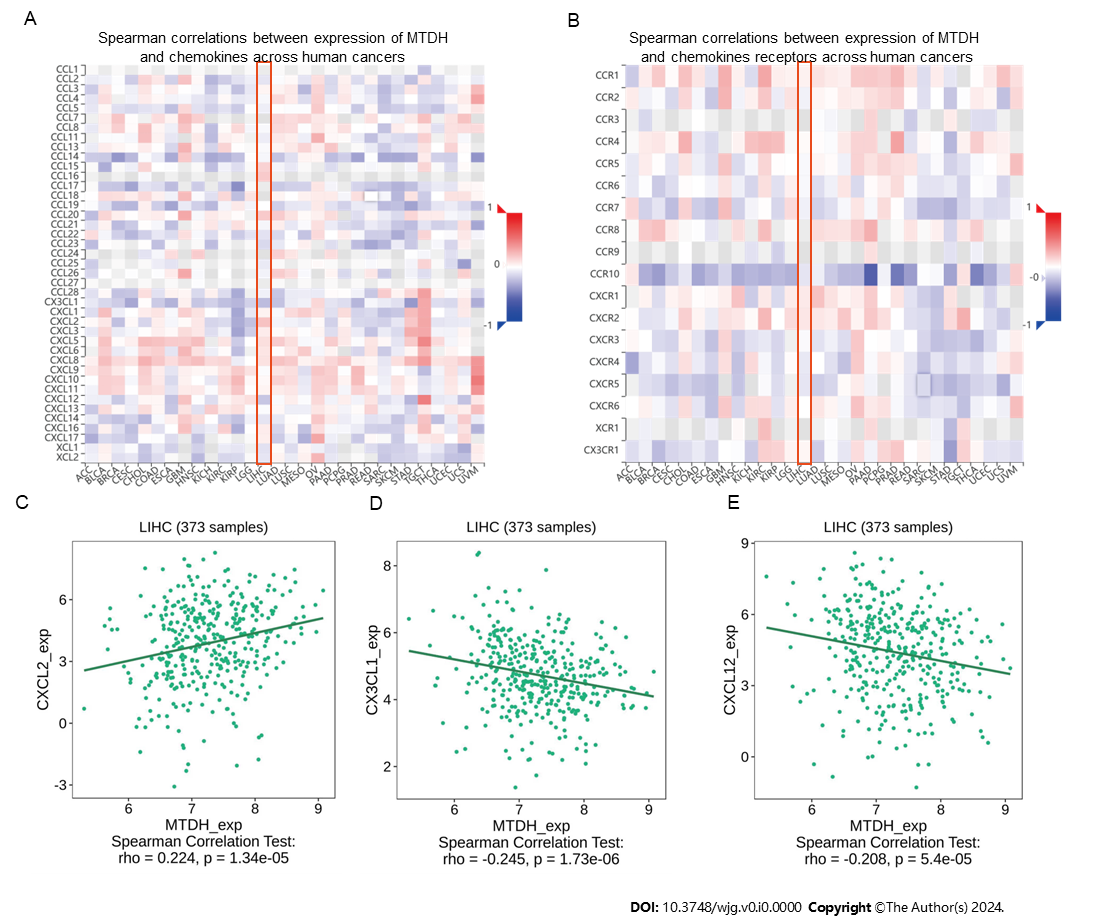 A
Spearman correlations between expression of MTDH
and chemokines across human cancers
CCL1
CCL2
CCL3
CCL4
CCL5
CCL7
CCL8
CCL11
CCL13
CCL14
CCL15
CCL16
CCL17
CCL18
CCL19
CCL20
CCL21
CCL22
CCL23
CCL24
CCL25
CCL26
CCL27
CCL28
CX3CL1
CXCL1
CXCL2
CXCL3
CXCL5
CXCL6
CXCL8
CXCL9
CXCL10
CXCL11
CXCL12
CXCL13
CXCL14
CXCL16
CXCL17
XCL1
XCL2
ACC BLCA BRCA CESC CHOL COAD ESCA GBM HNSC KICH KIRC KIRP LGG LIHC LUAD LUSC MESO OV PAAD PCPG PRAD READ SARC SKCM STAD TGCT THCA UCEC UCS UVM
1
0
-1
B
Spearman correlations between expression of MTDH
and chemokines receptors across human cancers
CCR1
CCR2
CCR3
CCR4
CCR5
CCR6
CCR7
CCR8
CCR9
CCR10
CXCR1
CXCR2
CXCR3
CXCR4
CXCR5
CXCR6
XCR1
CX3CR1
ACC BLCA BRCA CESC CHOL COAD ESCA GBM HNSC KICH KIRC KIRP LGG LIHC LUAD LUSC MESO OV PAAD PCPG PRAD READ SARC SKCM STAD TGCT THCA UCEC UCS UVM
1
-0
-1
C
LIHC (373 samples)
CXCL2_exp
6
3
0
-3
6 7 8 9
MTDH_exp
Spearman Correlation Test:
rho = 0.224, p = 1.34e-05
D
LIHC (373 samples)
CX3CL1_exp
8
6
4
2
6 7 8 9
MTDH_exp
Spearman Correlation Test:
rho = -0.245, p = 1.73e-06
E
LIHC (373 samples)
CXCL12_exp
9
6
3
0
6 7 8 9
MTDH_exp
Spearman Correlation Test:
rho = -0.208, p = 5.4e-05
DOI: 10.3748/wjg.v0.i0.0000 Copyright ©The Author(s) 2024.